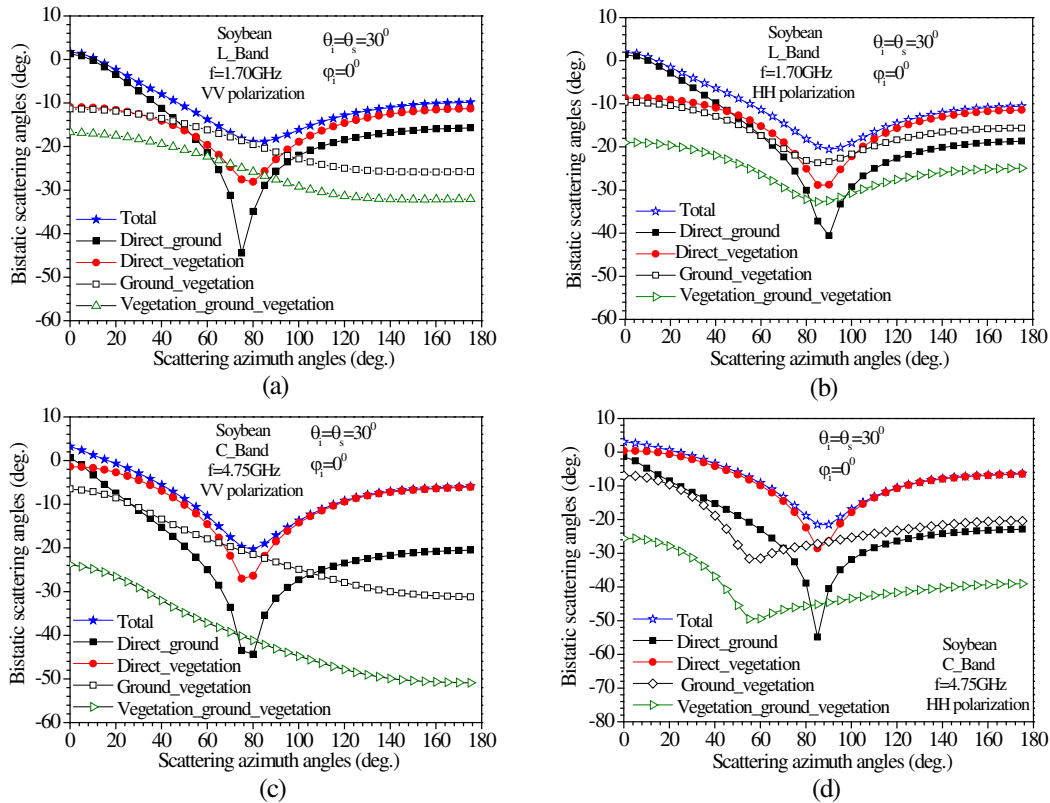 10
0
-10
-20
-30
-40
-50
-60
0 20 40 60 80 100 120 140 160 180
Bistatic scattering angles (deg.)
Scattering azimuth angles (deg.)
Soybean
L_Band
f=1.70GHz
VV polarization
θi=θs=30⁰
φi=0⁰
Total
Direct_ground
Direct_vegetation
Ground_vegetation
Vegetation_ground_vegetation
(a)
10
0
-10
-20
-30
-40
-50
-60
0 20 40 60 80 100 120 140 160 180
Bistatic scattering angles (deg.)
Scattering azimuth angles (deg.)
Soybean
L_Band
f=1.70GHz
HH polarization
θi=θs=30⁰
φi=0⁰
Total
Direct_ground
Direct_vegetation
Ground_vegetation
Vegetation_ground_vegetation
(b)
10
0
-10
-20
-30
-40
-50
-60
0 20 40 60 80 100 120 140 160 180
Bistatic scattering angles (deg.)
Scattering azimuth angles (deg.)
Soybean
C_Band
f=4.75GHz
VV polarization
θi=θs=30⁰
φi=0⁰
Total
Direct_ground
Direct_vegetation
Ground_vegetation
Vegetation_ground_vegetation
(c)
10
0
-10
-20
-30
-40
-50
-60
-70
-80
0 20 40 60 80 100 120 140 160 180
Bistatic scattering angles (deg.)
Scattering azimuth angles (deg.)
θi=θs=30⁰
φi=0⁰
Total
Direct_ground
Direct_vegetation
Ground_vegetation
Vegetation_ground_vegetation
Soybean
C_Band
f=4.75GHz
HH polarization
(d)